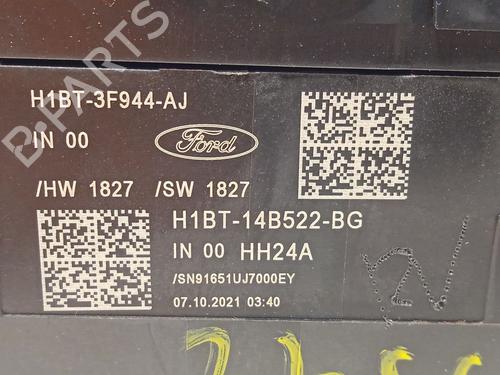 H1BT-3F944-AJ
IN 00
Ford
/HW 1827 /SW 1827
H1BT-14B522-BG
IN 00 HH24A
/SN91651UJ7000EY
07.10.2021 03:40